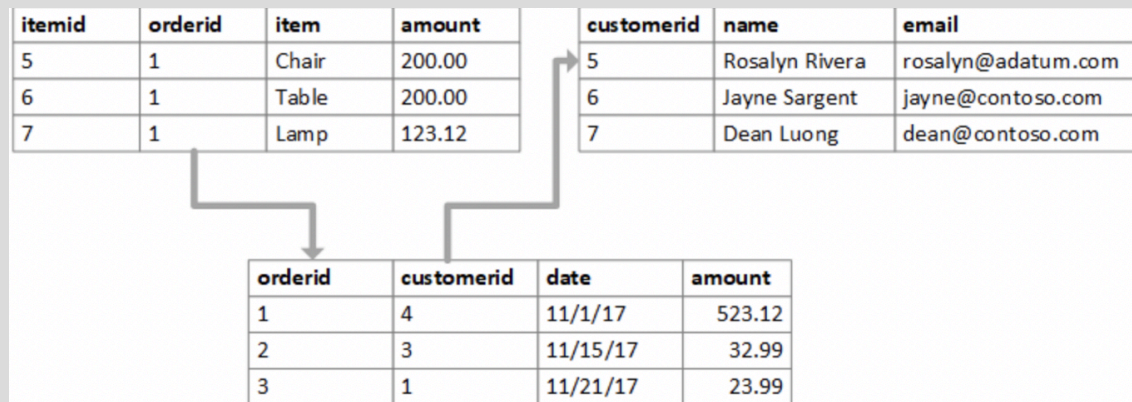 itemid orderid item amount
5 1 Chair 200.00
6 1 Table 200.00
7 1 Lamp 123.12
customerid name email
5 Rosalyn Rivera rosalyn@adatum.com
6 Jayne Sargent jayne@contoso.com
7 Dean Luong dean@contoso.com
orderid customerid date amount
1 4 11/1/17 523.12
2 3 11/15/17 32.99
3 1 11/21/17 23.99